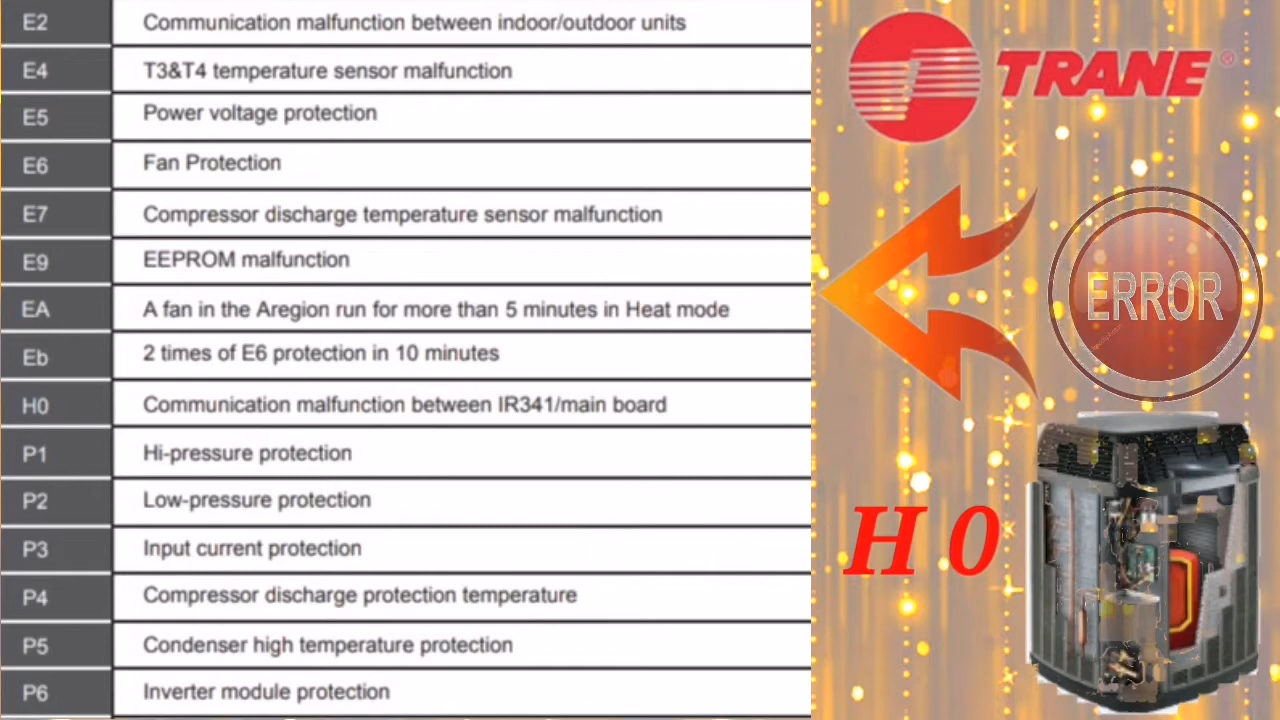 E2 Communication malfunction between indoor/outdoor units
E4 T3&T4 temperature sensor malfunction
E5 Power voltage protection
E6 Fan Protection
E7 Compressor discharge temperature sensor malfunction
E9 EEPROM malfunction
EA A fan in the Aregion run for more than 5 minutes in Heat mode
Eb 2 times of E6 protection in 10 minutes
H0 Communication malfunction between IR341/main board
P1 Hi-pressure protection
P2 Low-pressure protection
P3 Input current protection
P4 Compressor discharge protection temperature
P5 Condenser high temperature protection
P6 Inverter module protection
TRANE®
ERROR
H 0